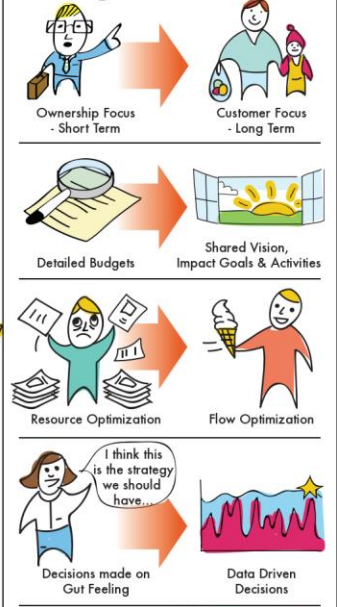 Ownership Focus
- Short Term
Customer Focus
- Long Term
Detailed Budgets
Shared Vision,
Impact Goals & Activities
Resource Optimization
Flow Optimization
I think this
is the strategy
we should
have...
Decisions made on
Gut Feeling
Data Driven
Decisions